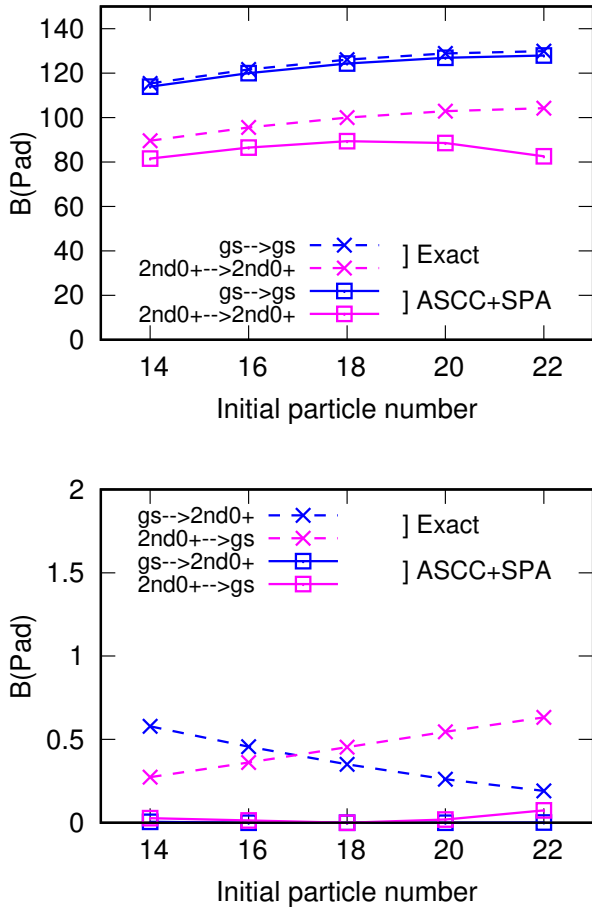 140
120
100
80
60
40
20
0
B(Pad)
gs-->gs
2nd0+-->2nd0+
] Exact
gs-->gs
2nd0+-->2nd0+
] ASCC+SPA
14 16 18 20 22
Initial particle number
2
1.5
1
0.5
0
B(Pad)
gs-->2nd0+
2nd0+-->gs
] Exact
gs-->2nd0+
2nd0+-->gs
] ASCC+SPA
14 16 18 20 22
Initial particle number